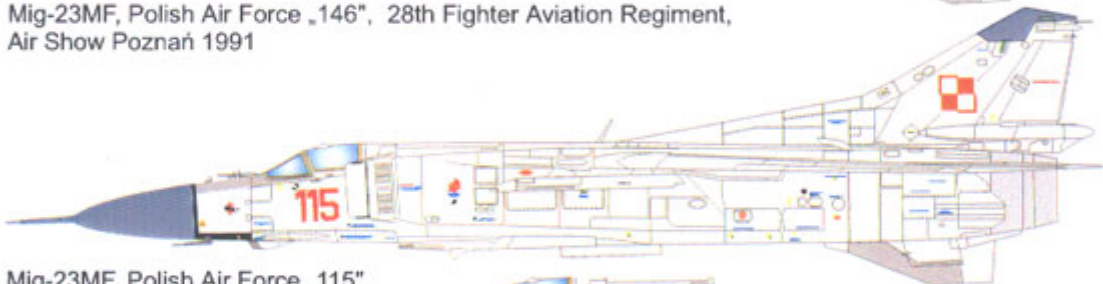 Mig-23MF, Polish Air Force „146”, 28th Fighter Aviation Regiment,
Air Show Poznań 1991
115
Mig-23MF, Polish Air Force „115”,